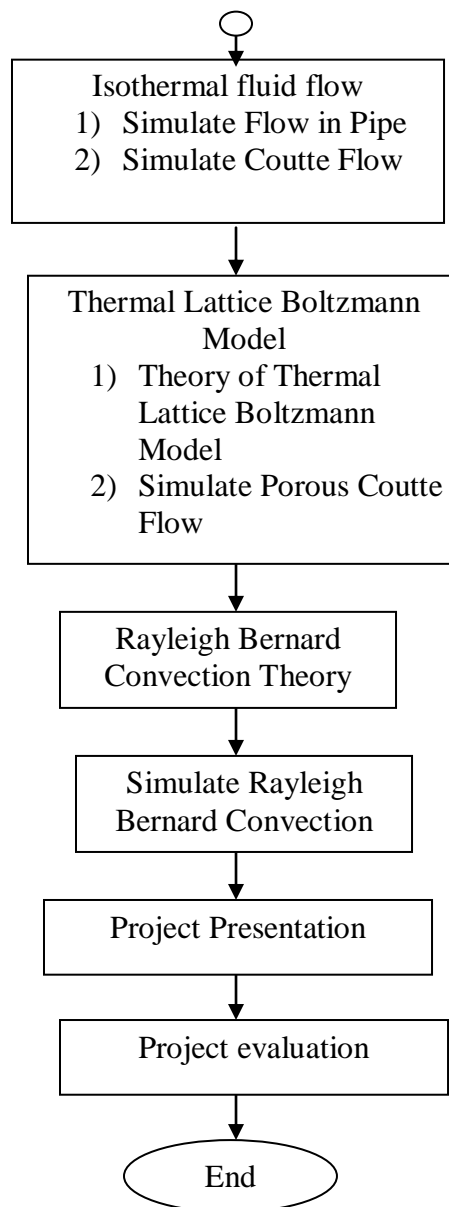 Isothermal fluid flow
1) Simulate Flow in Pipe
2) Simulate Coutte Flow
Thermal Lattice Boltzmann
Model
1) Theory of Thermal
Lattice Boltzmann
Model
2) Simulate Porous Coutte
Flow
Rayleigh Bernard
Convection Theory
Simulate Rayleigh
Bernard Convection
Project Presentation
Project evaluation
End